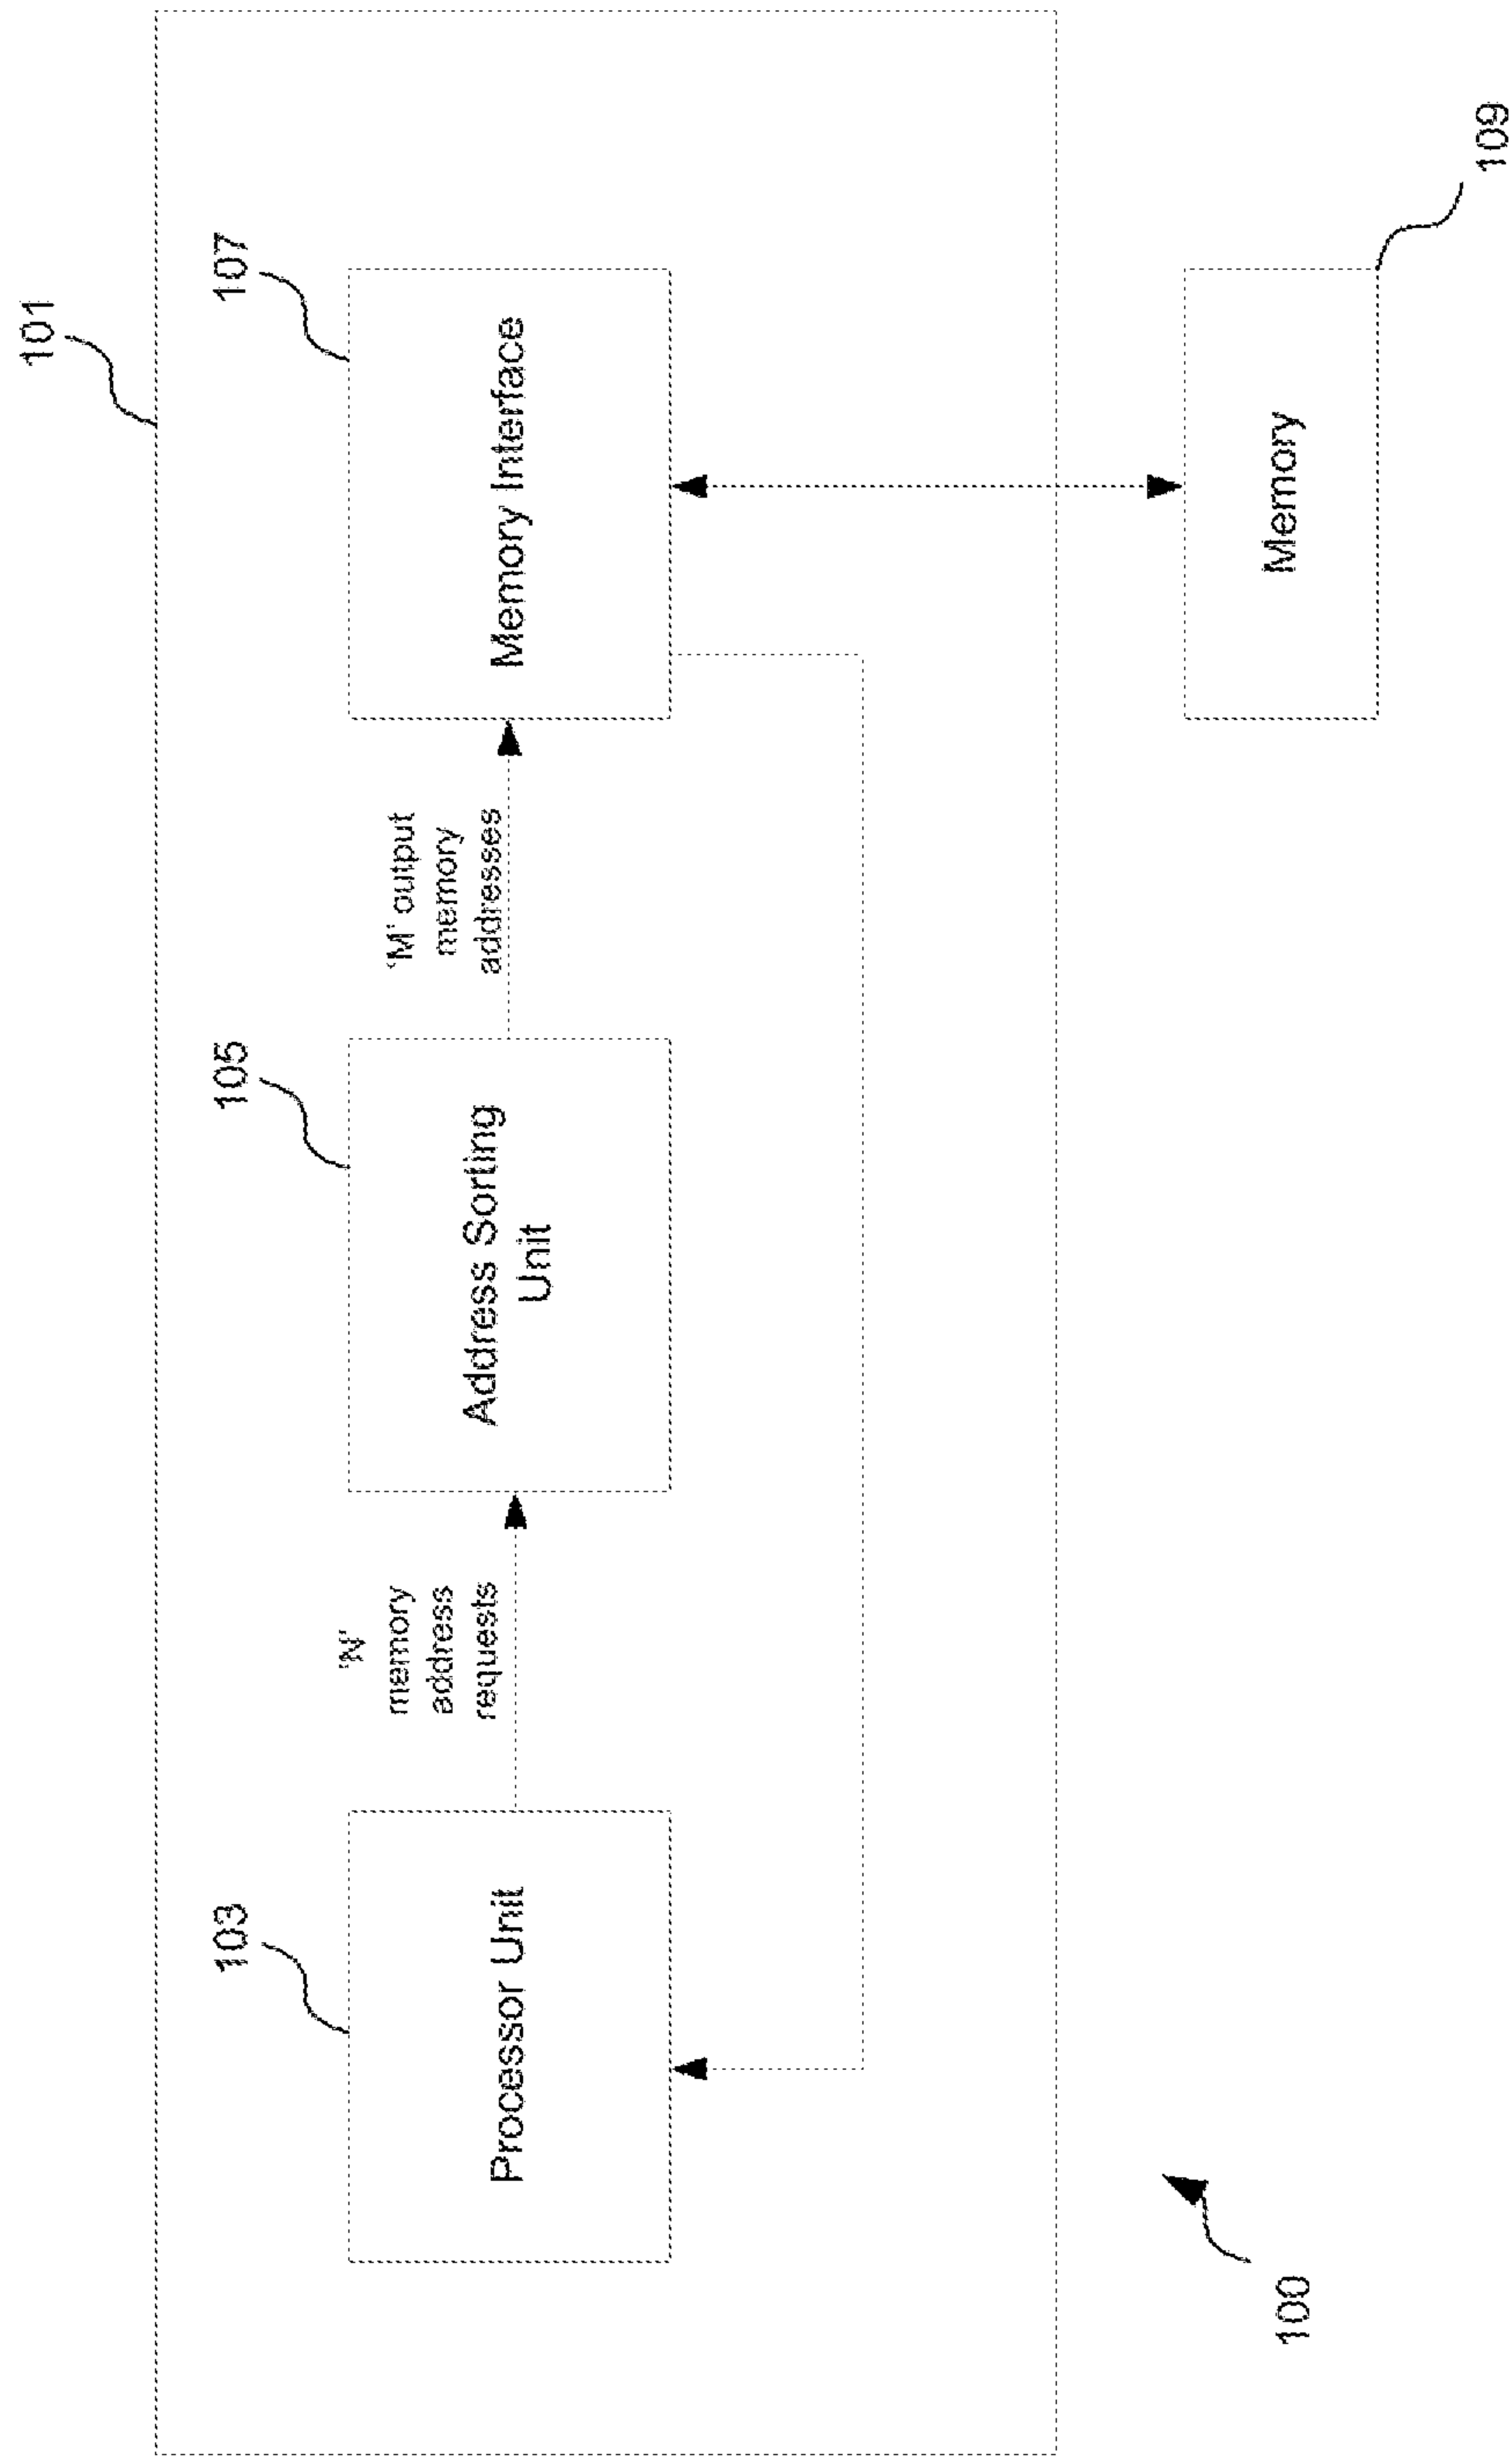 101
103
105
107
Processor Unit
'N'
memory
address
requests
Address Sorting
Unit
'M' output
memory
addresses
Memory Interface
Memory
109
100